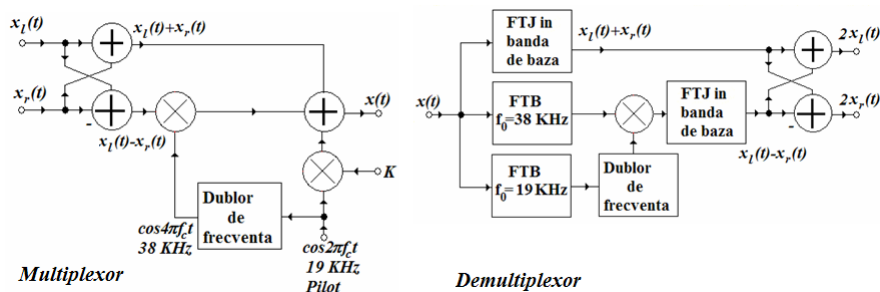 x_l(t)
x_l(t)+x_r(t)
x_r(t)
-
x_l(t)-x_r(t)
x(t)
K
Dublor
de
frecventa
cos4πf_ct
38 KHz
cos2πf_ct
19 KHz
Pilot
Multiplexor
x(t)
FTJ in
banda
de baza
x_l(t)+x_r(t)
FTB
f_0=38 KHz
FTB
f_0=19 KHz
Dublor
de
frecventa
FTJ in
banda
de baza
x_l(t)-x_r(t)
-
2x_l(t)
2x_r(t)
Demultiplexor